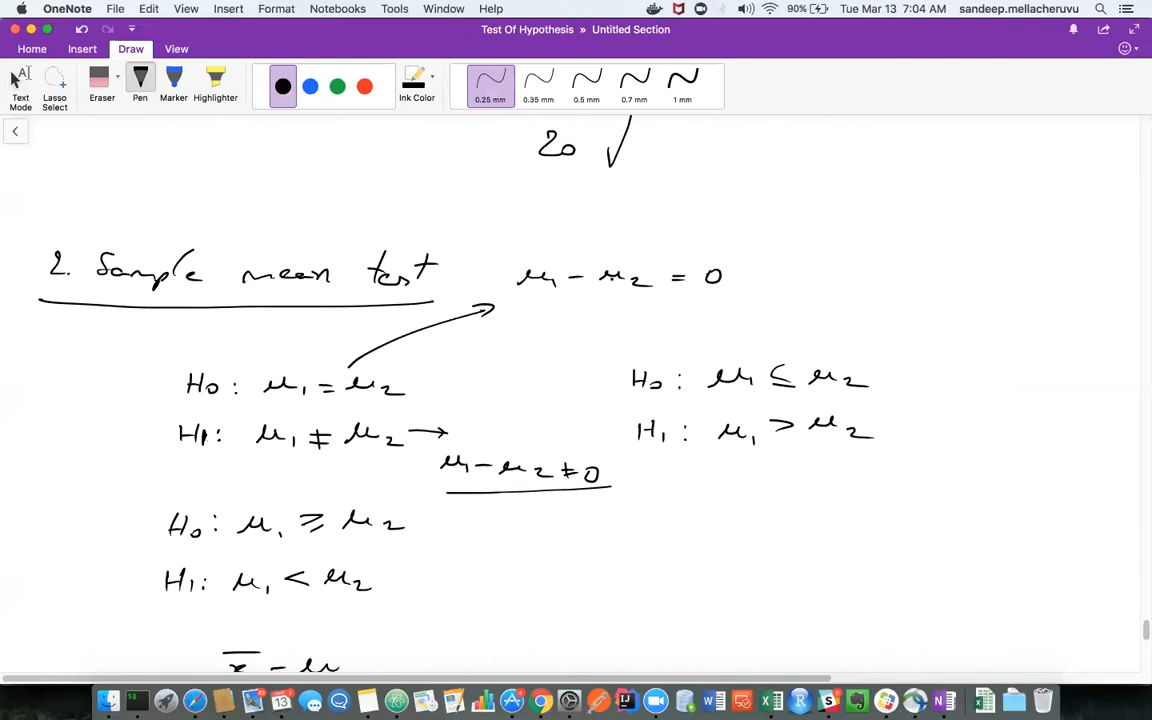 OneNote File Edit View Insert Format Notebooks Tools Window Help 90% Tue Mar 13 7:04 AM sandeep.mellacheruvu
Test Of Hypothesis » Untitled Section
Home Insert Draw View
Text Mode Lasso Select Eraser Pen Marker Highlighter Ink Color 0.25 mm 0.35 mm 0.5 mm 0.7 mm 1 mm
20 √
2. Sample mean test μ1 - μ2 = 0
H0 : μ1 = μ2 H0 : μ1 ≤ μ2
H1 : μ1 ≠ μ2 → H1 : μ1 > μ2
μ1 - μ2 ≠ 0
H0 : μ1 ≥ μ2
H1 : μ1 < μ2
x̄ - μ